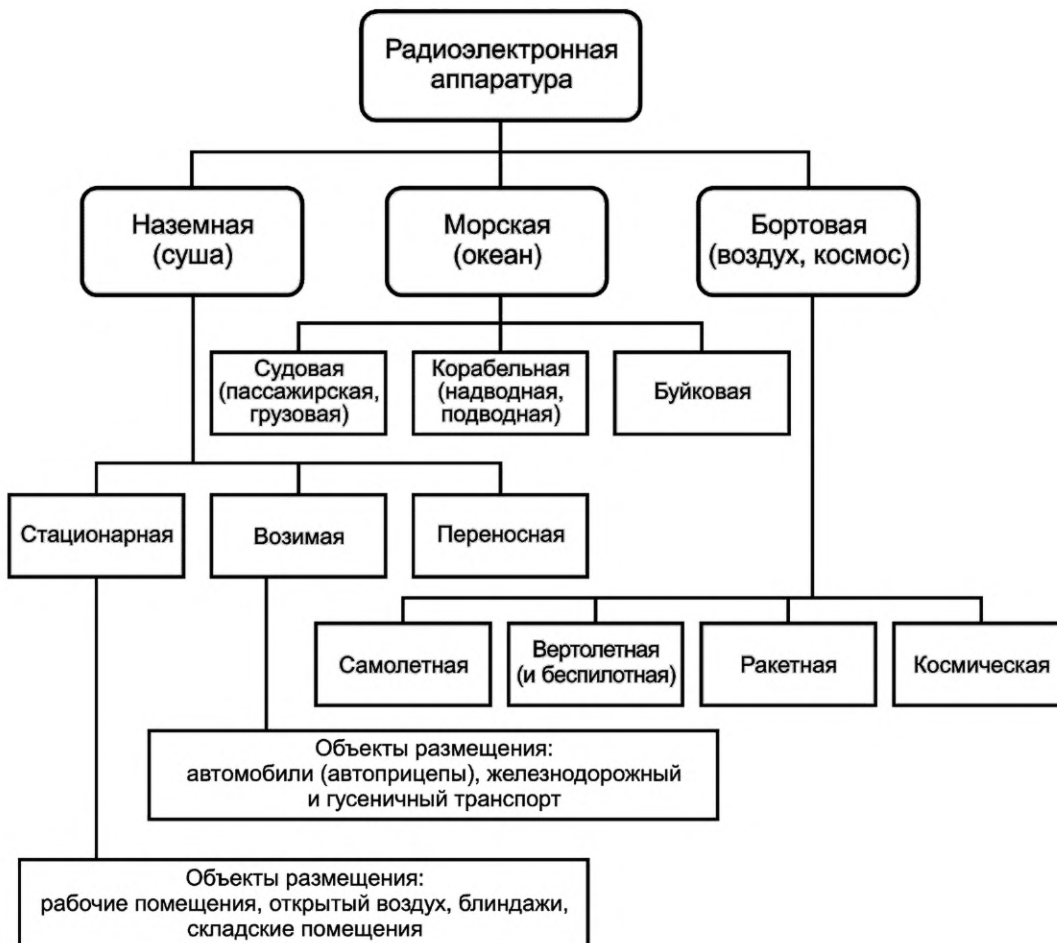 Радиоэлектронная
аппаратура
Наземная
(суша)
Морская
(океан)
Бортовая
(воздух, космос)
Судовая
(пассажирская,
грузовая)
Корабельная
(надводная,
подводная)
Буйковая
Стационарная
Возимая
Переносная
Самолетная
Вертолетная
(и беспилотная)
Ракетная
Космическая
Объекты размещения:
автомобили (автоприцепы), железнодорожный
и гусеничный транспорт
Объекты размещения:
рабочие помещения, открытый воздух, блиндажи,
складские помещения